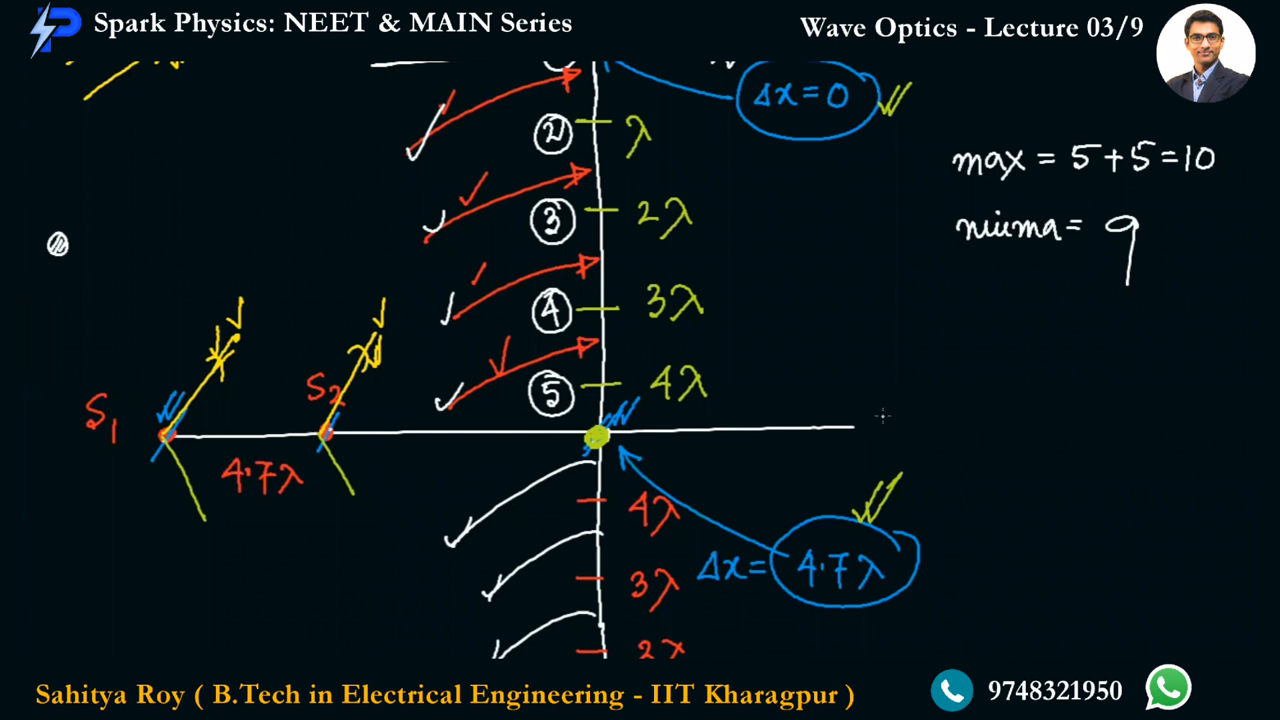 Spark Physics: NEET & MAIN Series
Wave Optics - Lecture 03/9
Δx = 0
② λ
max = 5+5=10
③ 2λ
minima = 9
④ 3λ
S2
⑤ 4λ
S1
4.7λ
4λ
Δx = 4.7λ
3λ
2λ
Sahitya Roy ( B.Tech in Electrical Engineering - IIT Kharagpur )
9748321950